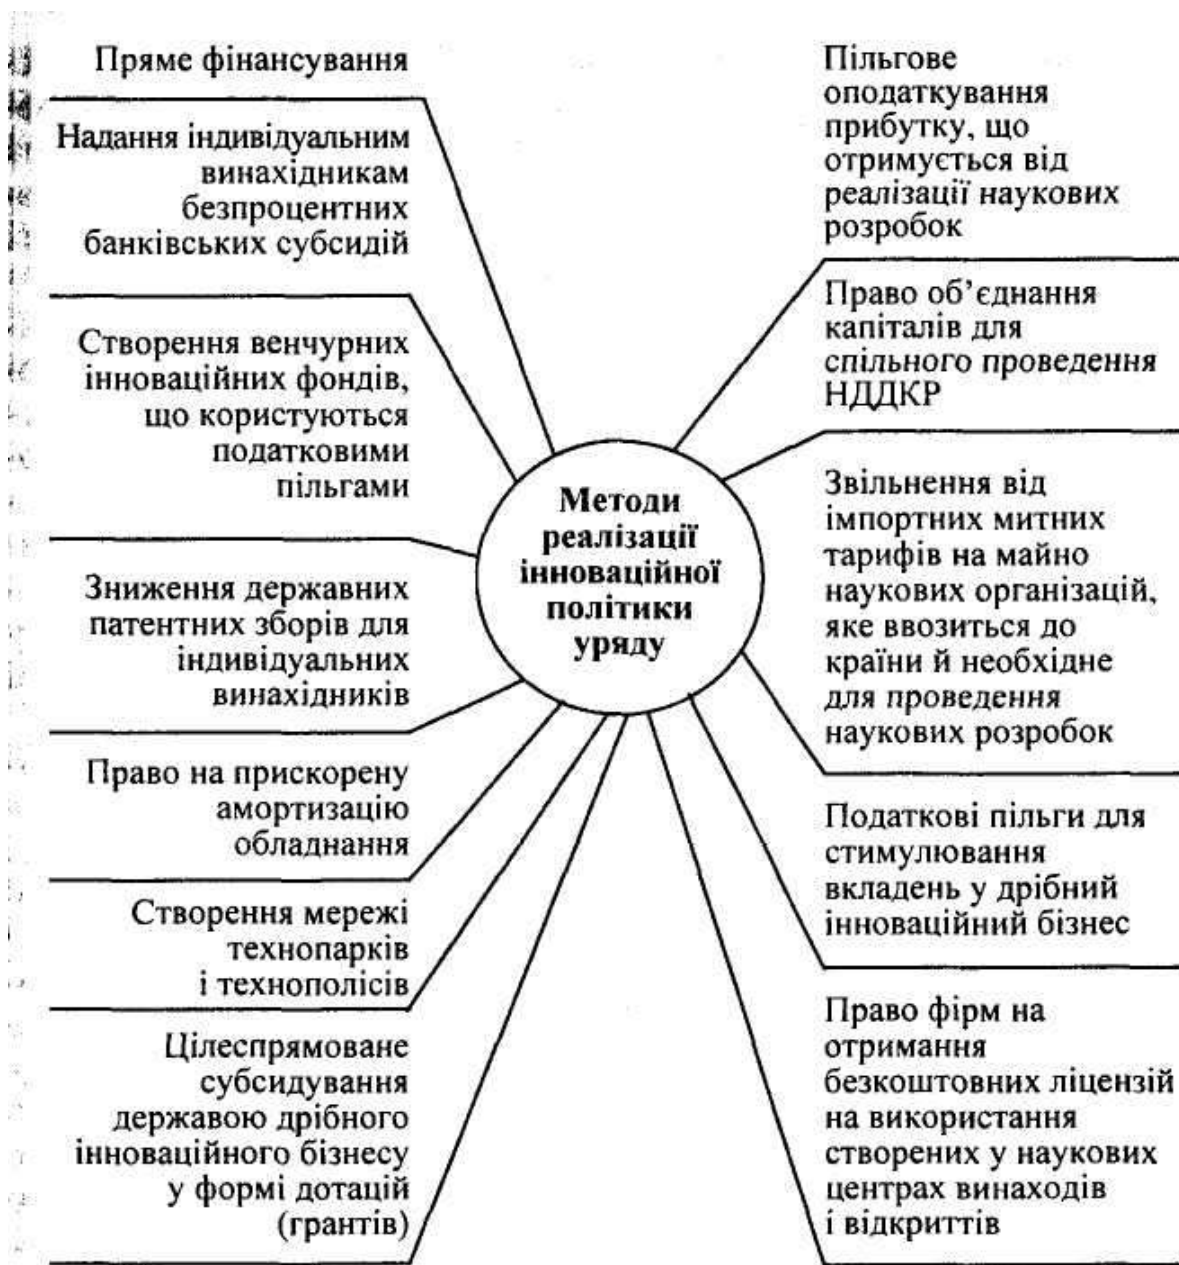 Пряме фінансування
Надання індивідуальним
винахідникам
безпроцентних
банківських субсидій
Створення венчурних
інноваційних фондів,
що користуються
податковими
пільгами
Зниження державних
патентних зборів для
індивідуальних
винахідників
Право на прискорену
амортизацію
обладнання
Створення мережі
технопарків
і технополісів
Цілеспрямоване
субсидування
державою дрібного
інноваційного бізнесу
у формі дотацій
(грантів)
Методи
реалізації
інноваційної
політики
уряду
Пільгове
оподаткування
прибутку, що
отримується від
реалізації наукових
розробок
Право об’єднання
капіталів для
спільного проведення
НДДКР
Звільнення від
імпортних митних
тарифів на майно
наукових організацій,
яке ввозиться до
країни й необхідне
для проведення
наукових розробок
Податкові пільги для
стимулювання
вкладень у дрібний
інноваційний бізнес
Право фірм на
отримання
безкоштовних ліцензій
на використання
створених у наукових
центрах винаходів
і відкриттів